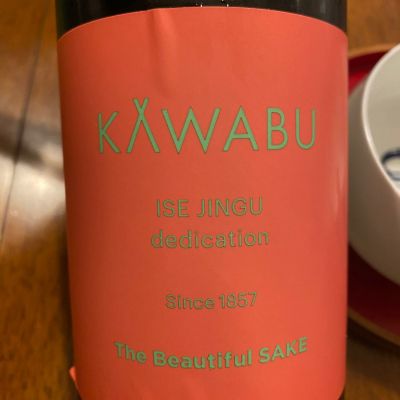 KAWABU
ISE JINGU
dedication
Since 1857
The Beautiful SAKE